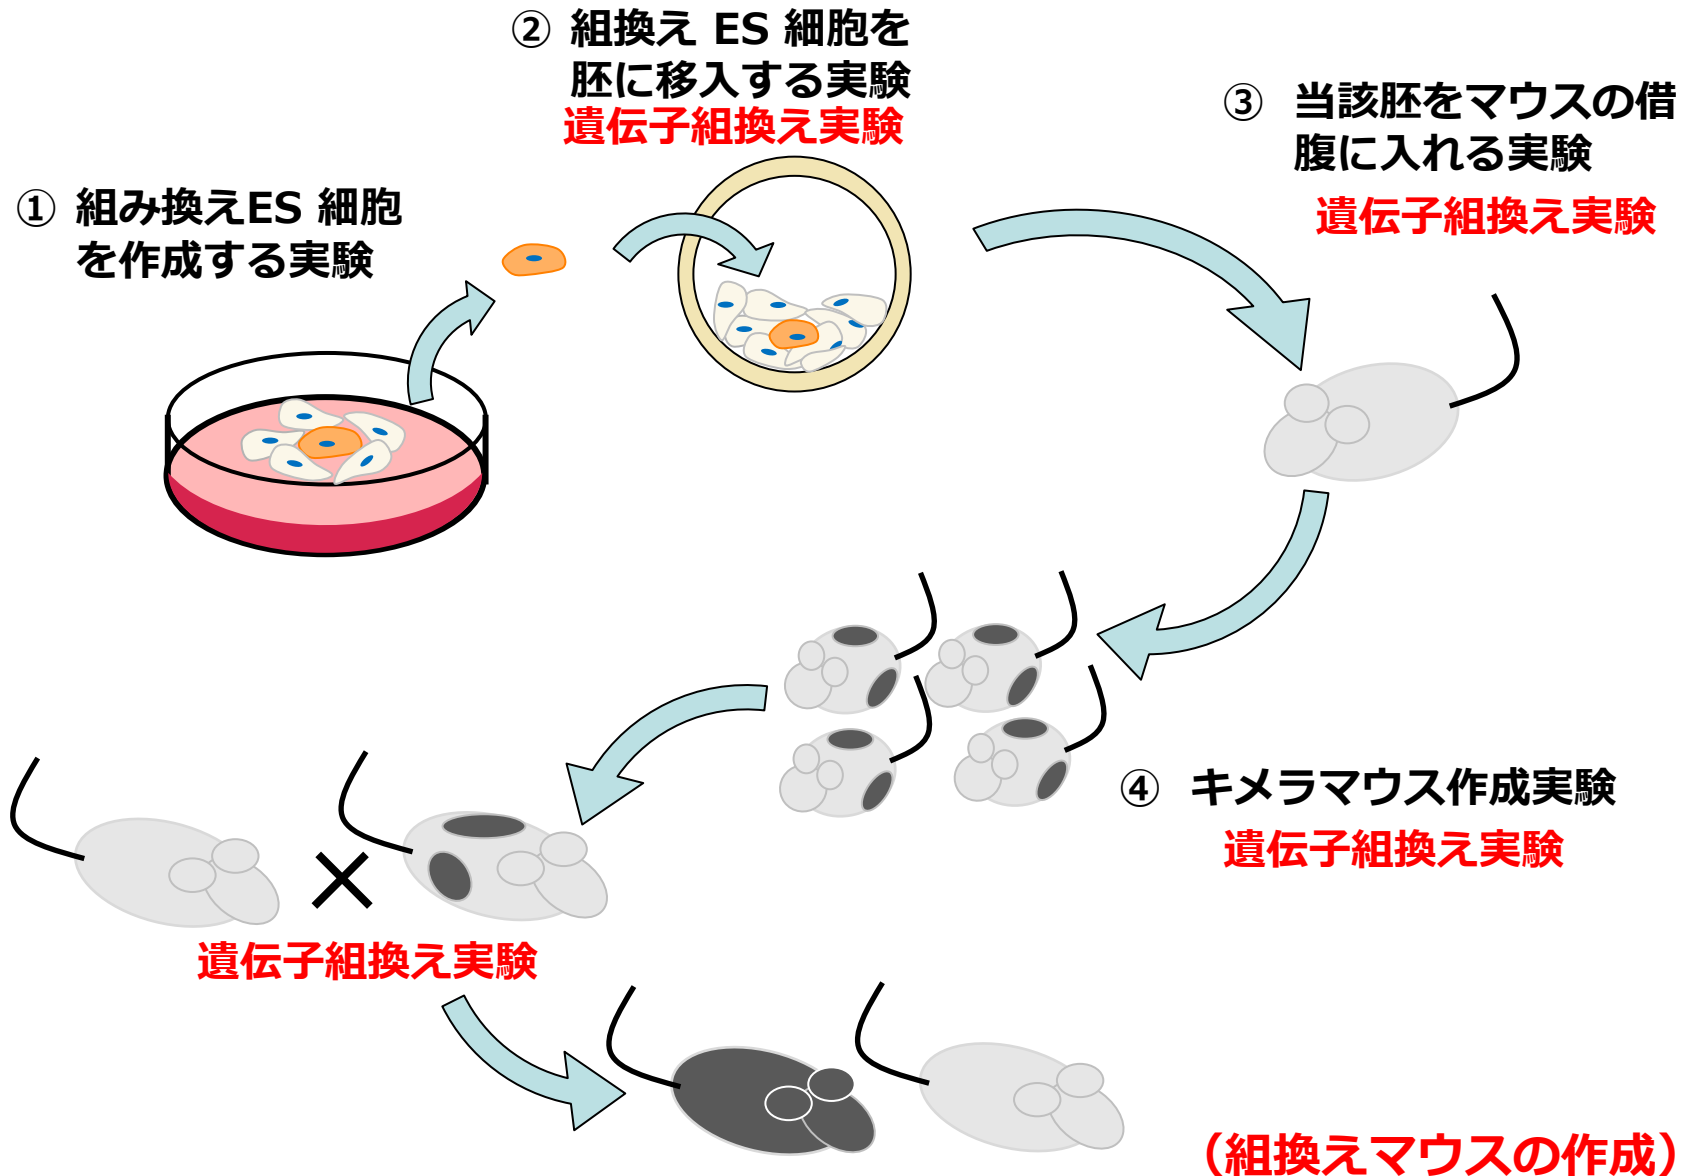 ① 組み換えES 細胞
を作成する実験
② 組換え ES 細胞を
胚に移入する実験
遺伝子組換え実験
③ 当該胚をマウスの借
腹に入れる実験
遺伝子組換え実験
④ キメラマウス作成実験
遺伝子組換え実験
×
遺伝子組換え実験
（組換えマウスの作成）